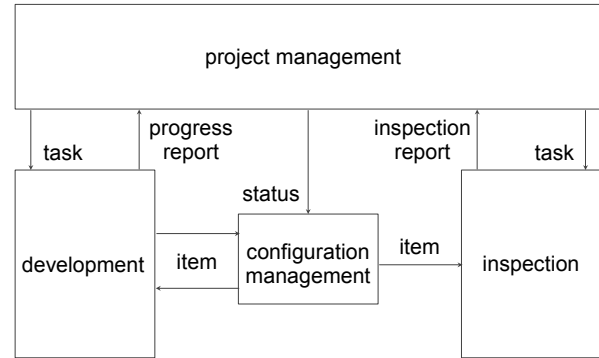 project management
progress
report
inspection
report
task
task
status
development
item
configuration
management
item
inspection